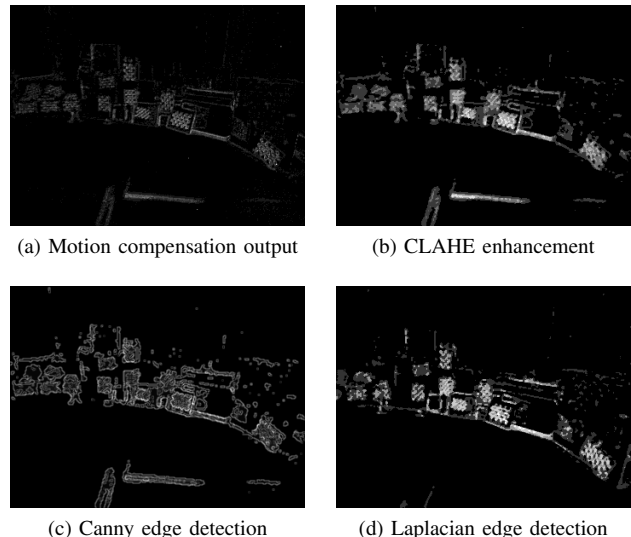 (a) Motion compensation output
(b) CLAHE enhancement
(c) Canny edge detection
(d) Laplacian edge detection